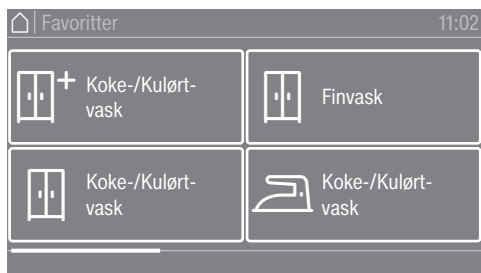 Favoritter 11:02
Koke-/Kulørt-
vask
Finvask
Koke-/Kulørt-
vask
Koke-/Kulørt-
vask